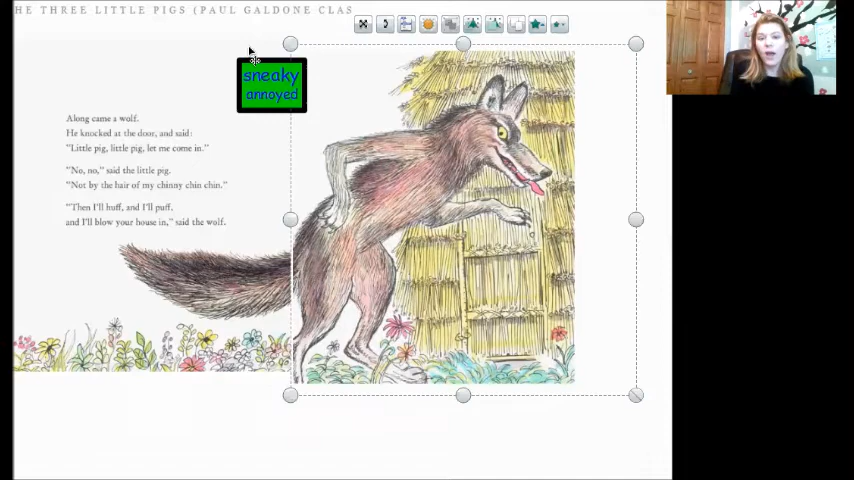 HE THREE LITTLE PIGS (PAUL GALDONE CLAS
sneaky
annoyed
Along came a wolf.
He knocked at the door, and said:
"Little pig, little pig, let me come in."
"No, no," said the little pig.
"Not by the hair of my chinny chin chin."
"Then I'll huff, and I'll puff,
and I'll blow your house in," said the wolf.